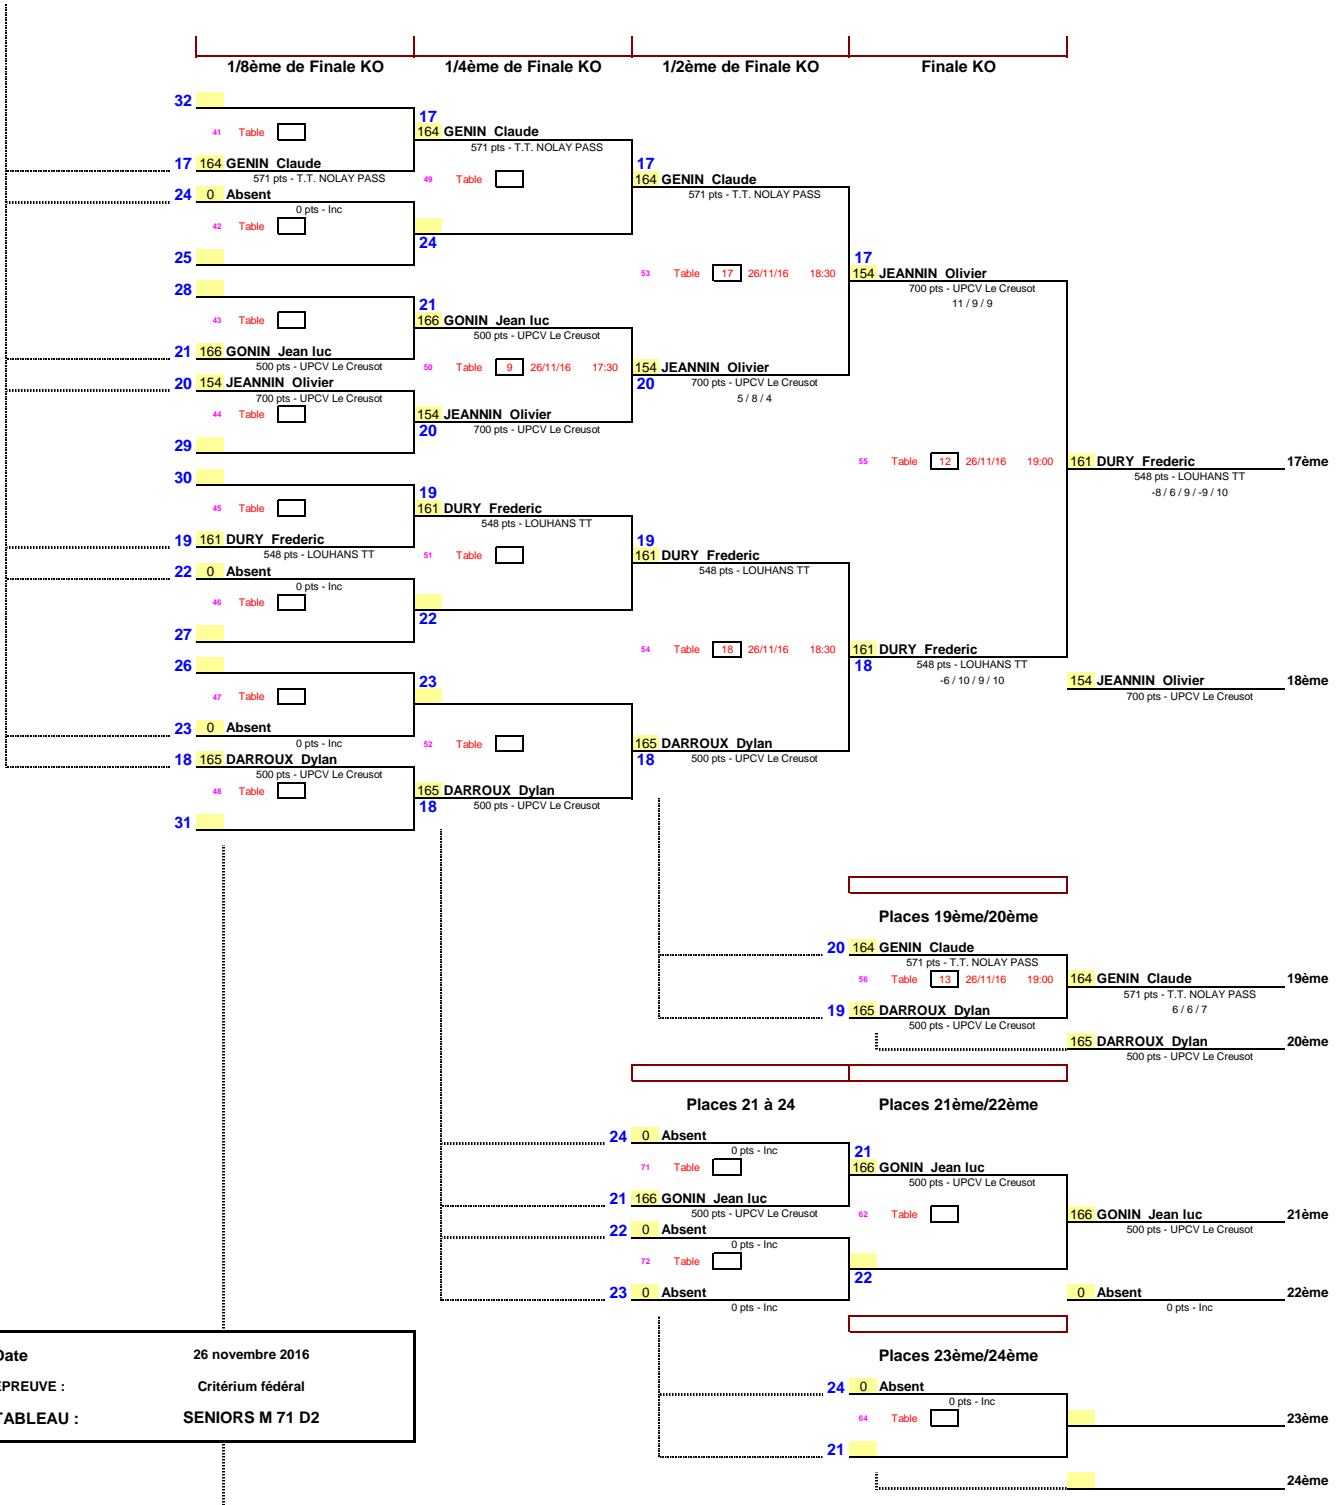 1/8ème de Finale KO 1/4ème de Finale KO 1/2ème de Finale KO Finale KO
32
17
41 Table 164 GENIN Claude
571 pts - T.T. NOLAY PASS
17 164 GENIN Claude 17
571 pts - T.T. NOLAY PASS 49 Table 164 GENIN Claude
24 0 Absent 571 pts - T.T. NOLAY PASS
0 pts - Inc
42 Table
24
25 17
53 Table 17 26/11/16 18:30 154 JEANNIN Olivier
28 700 pts - UPCV Le Creusot
21 11 / 9 / 9
43 Table 166 GONIN Jean luc
500 pts - UPCV Le Creusot
21 166 GONIN Jean luc
500 pts - UPCV Le Creusot 50 Table 9 26/11/16 17:30 154 JEANNIN Olivier
20 154 JEANNIN Olivier 20 700 pts - UPCV Le Creusot
700 pts - UPCV Le Creusot 5 / 8 / 4
44 Table 154 JEANNIN Olivier
20 700 pts - UPCV Le Creusot
29
55 Table 12 26/11/16 19:00 161 DURY Frederic 17ème
30 548 pts - LOUHANS TT
19 -8 / 6 / 9 / -9 / 10
45 Table 161 DURY Frederic
548 pts - LOUHANS TT
19 161 DURY Frederic 19
548 pts - LOUHANS TT 51 Table 161 DURY Frederic
22 0 Absent 548 pts - LOUHANS TT
0 pts - Inc
46 Table
22
27
54 Table 18 26/11/16 18:30 161 DURY Frederic
26 18 548 pts - LOUHANS TT
23 -6 / 10 / 9 / 10 154 JEANNIN Olivier 18ème
47 Table 700 pts - UPCV Le Creusot
23 0 Absent
0 pts - Inc 52 Table 165 DARROUX Dylan
18 165 DARROUX Dylan 18 500 pts - UPCV Le Creusot
500 pts - UPCV Le Creusot
48 Table 165 DARROUX Dylan
18 500 pts - UPCV Le Creusot
31
Places 19ème/20ème
20 164 GENIN Claude
571 pts - T.T. NOLAY PASS
56 Table 13 26/11/16 19:00 164 GENIN Claude 19ème
571 pts - T.T. NOLAY PASS
19 165 DARROUX Dylan 6 / 6 / 7
500 pts - UPCV Le Creusot
165 DARROUX Dylan 20ème
500 pts - UPCV Le Creusot
Places 21 à 24 Places 21ème/22ème
24 0 Absent
0 pts - Inc 21
71 Table 166 GONIN Jean luc
500 pts - UPCV Le Creusot
21 166 GONIN Jean luc
500 pts - UPCV Le Creusot 62 Table 166 GONIN Jean luc 21ème
22 0 Absent 500 pts - UPCV Le Creusot
0 pts - Inc
72 Table
22
23 0 Absent 0 Absent 22ème
0 pts - Inc 0 pts - Inc
Date 26 novembre 2016
Places 23ème/24ème
EPREUVE : Critérium fédéral
24 0 Absent
0 pts - Inc
TABLEAU : SENIORS M 71 D2
64 Table 23ème
21
24ème